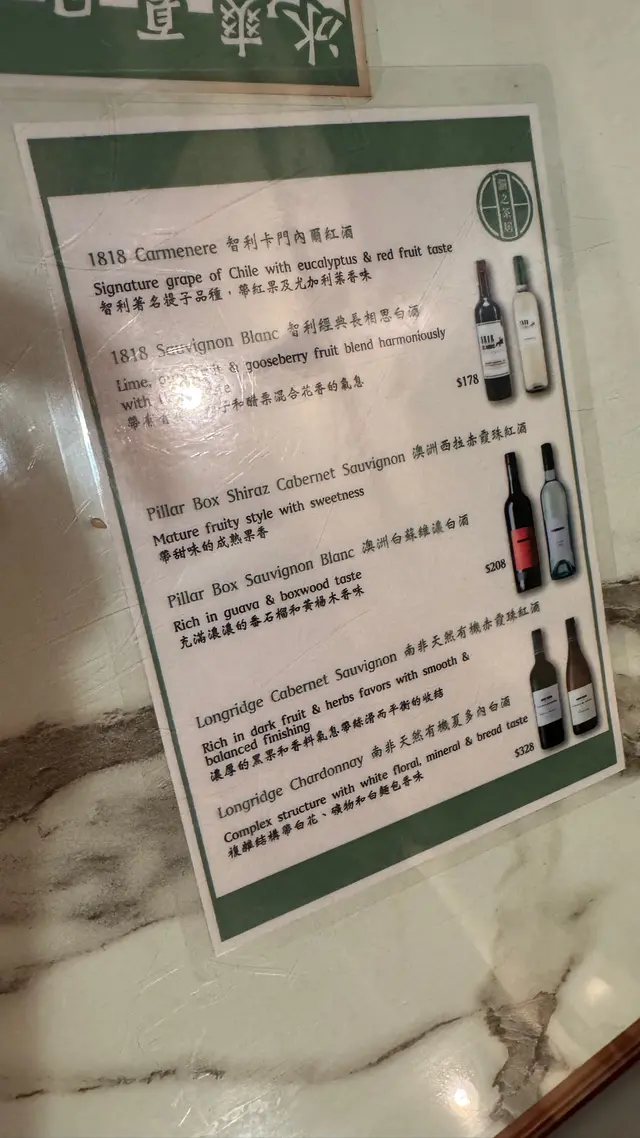 冰爽夏日
1818 Carmenere 智利卡門內爾紅酒
Signature grape of Chile with eucalyptus & red fruit taste
智利著名提子品種，帶紅果及尤加利葉香味
1818 Sauvignon Blanc 智利經典長相思白酒
Lime, & gooseberry fruit blend harmoniously
with
和醋栗混合花香的氣息
$178
Pillar Box Shiraz Cabernet Sauvignon 澳洲西拉赤霞珠紅酒
Mature fruity style with sweetness
帶甜味的成熟果香
Pillar Box Sauvignon Blanc 澳洲白蘇維濃白酒
Rich in guava & boxwood taste
充滿濃濃的番石榴和黃楊木香味
$208
Longridge Cabernet Sauvignon 南非天然有機赤霞珠紅酒
Rich in dark fruit & herbs favors with smooth &
balanced finishing
濃厚的黑果和香料氣息帶絲滑而平衡的收結
Longridge Chardonnay 南非天然有機夏多內白酒
Complex structure with white floral, mineral & bread taste
複雜結構帶白花、礦物和白麵包香味
$328